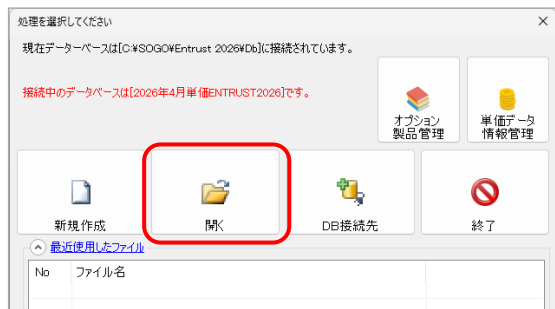 処理を選択してください
現在データーベースは[C:¥SOGO¥Entrust 2026¥Db]に接続されています。
接続中のデータベースは[2026年4月単価ENTRUST2026]です。
オプション
製品管理
単価データ
情報管理
新規作成
開く
DB接続先
終了
最近使用したファイル
No ファイル名